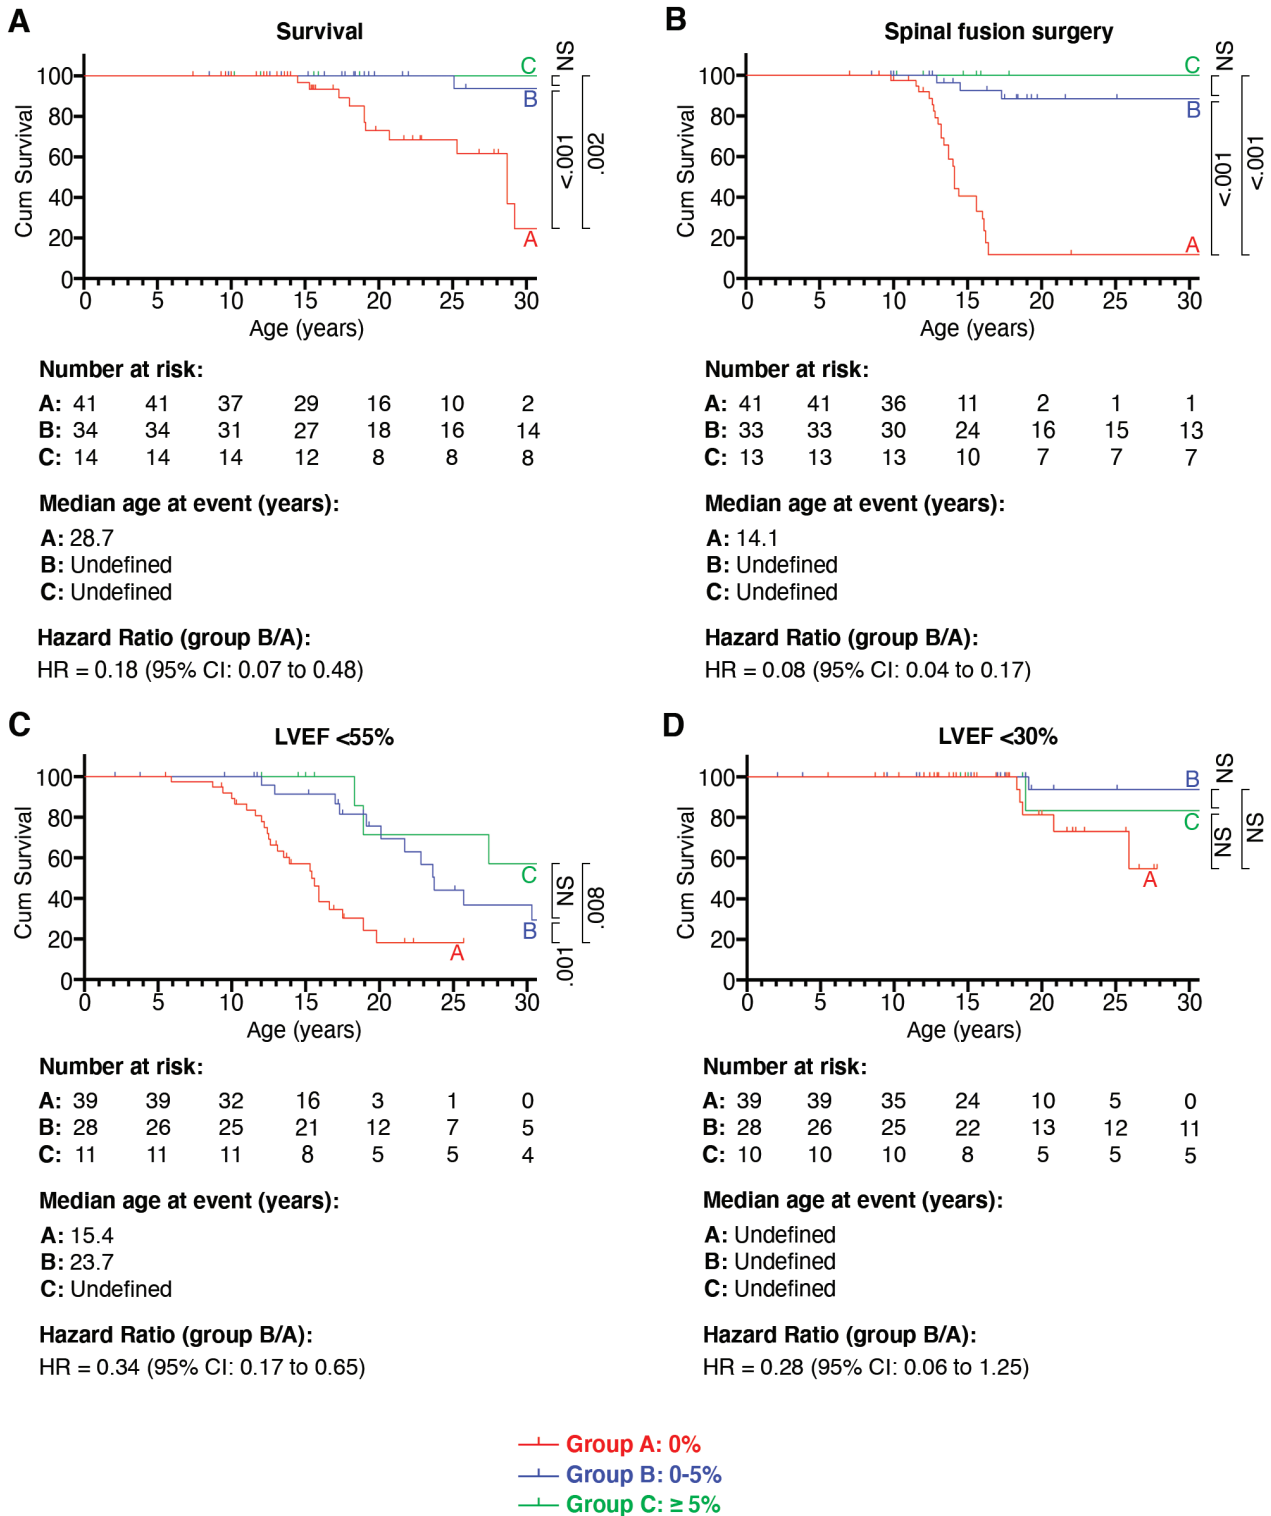 A
Survival
Cum Survival
100
80
60
40
20
0
0 5 10 15 20 25 30
Age (years)
C
B
A
NS
<.001
.002
Number at risk:
A: 41 41 37 29 16 10 2
B: 34 34 31 27 18 16 14
C: 14 14 14 12 8 8 8
Median age at event (years):
A: 28.7
B: Undefined
C: Undefined
Hazard Ratio (group B/A):
HR = 0.18 (95% CI: 0.07 to 0.48)
B
Spinal fusion surgery
Cum Survival
100
80
60
40
20
0
0 5 10 15 20 25 30
Age (years)
C
B
A
NS
<.001
<.001
Number at risk:
A: 41 41 36 11 2 1 1
B: 33 33 30 24 16 15 13
C: 13 13 13 10 7 7 7
Median age at event (years):
A: 14.1
B: Undefined
C: Undefined
Hazard Ratio (group B/A):
HR = 0.08 (95% CI: 0.04 to 0.17)
C
LVEF <55%
Cum Survival
100
80
60
40
20
0
0 5 10 15 20 25 30
Age (years)
C
B
A
NS
.001
.008
Number at risk:
A: 39 39 32 16 3 1 0
B: 28 26 25 21 12 7 5
C: 11 11 11 8 5 5 4
Median age at event (years):
A: 15.4
B: 23.7
C: Undefined
Hazard Ratio (group B/A):
HR = 0.34 (95% CI: 0.17 to 0.65)
D
LVEF <30%
Cum Survival
100
80
60
40
20
0
0 5 10 15 20 25 30
Age (years)
B
C
A
NS
NS
NS
Number at risk:
A: 39 39 35 24 10 5 0
B: 28 26 25 22 13 12 11
C: 10 10 10 8 5 5 5
Median age at event (years):
A: Undefined
B: Undefined
C: Undefined
Hazard Ratio (group B/A):
HR = 0.28 (95% CI: 0.06 to 1.25)
Group A: 0%
Group B: 0-5%
Group C: ≥ 5%